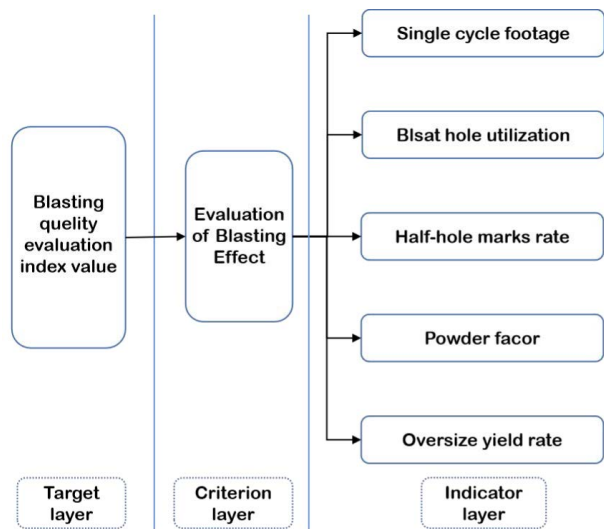 Blasting
quelity
evaluation
index value
Evaluation
of Blasting
Effect
Single cycle footage
Blsat hole utilization
Half-hole marks rate
Powder facor
Oversize yield rate
Target
layer
Criterion
layer
Indicator
layer